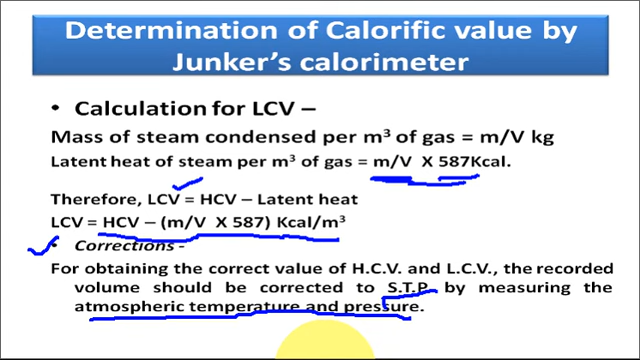 Determination of Calorific value by
Junker's calorimeter
• Calculation for LCV –
Mass of steam condensed per m³ of gas = m/V kg
Latent heat of steam per m³ of gas = m/V X 587Kcal.
Therefore, LCV = HCV – Latent heat
LCV = HCV – (m/V X 587) Kcal/m³
• Corrections -
For obtaining the correct value of H.C.V. and L.C.V., the recorded
volume should be corrected to S.T.P. by measuring the
atmospheric temperature and pressure.